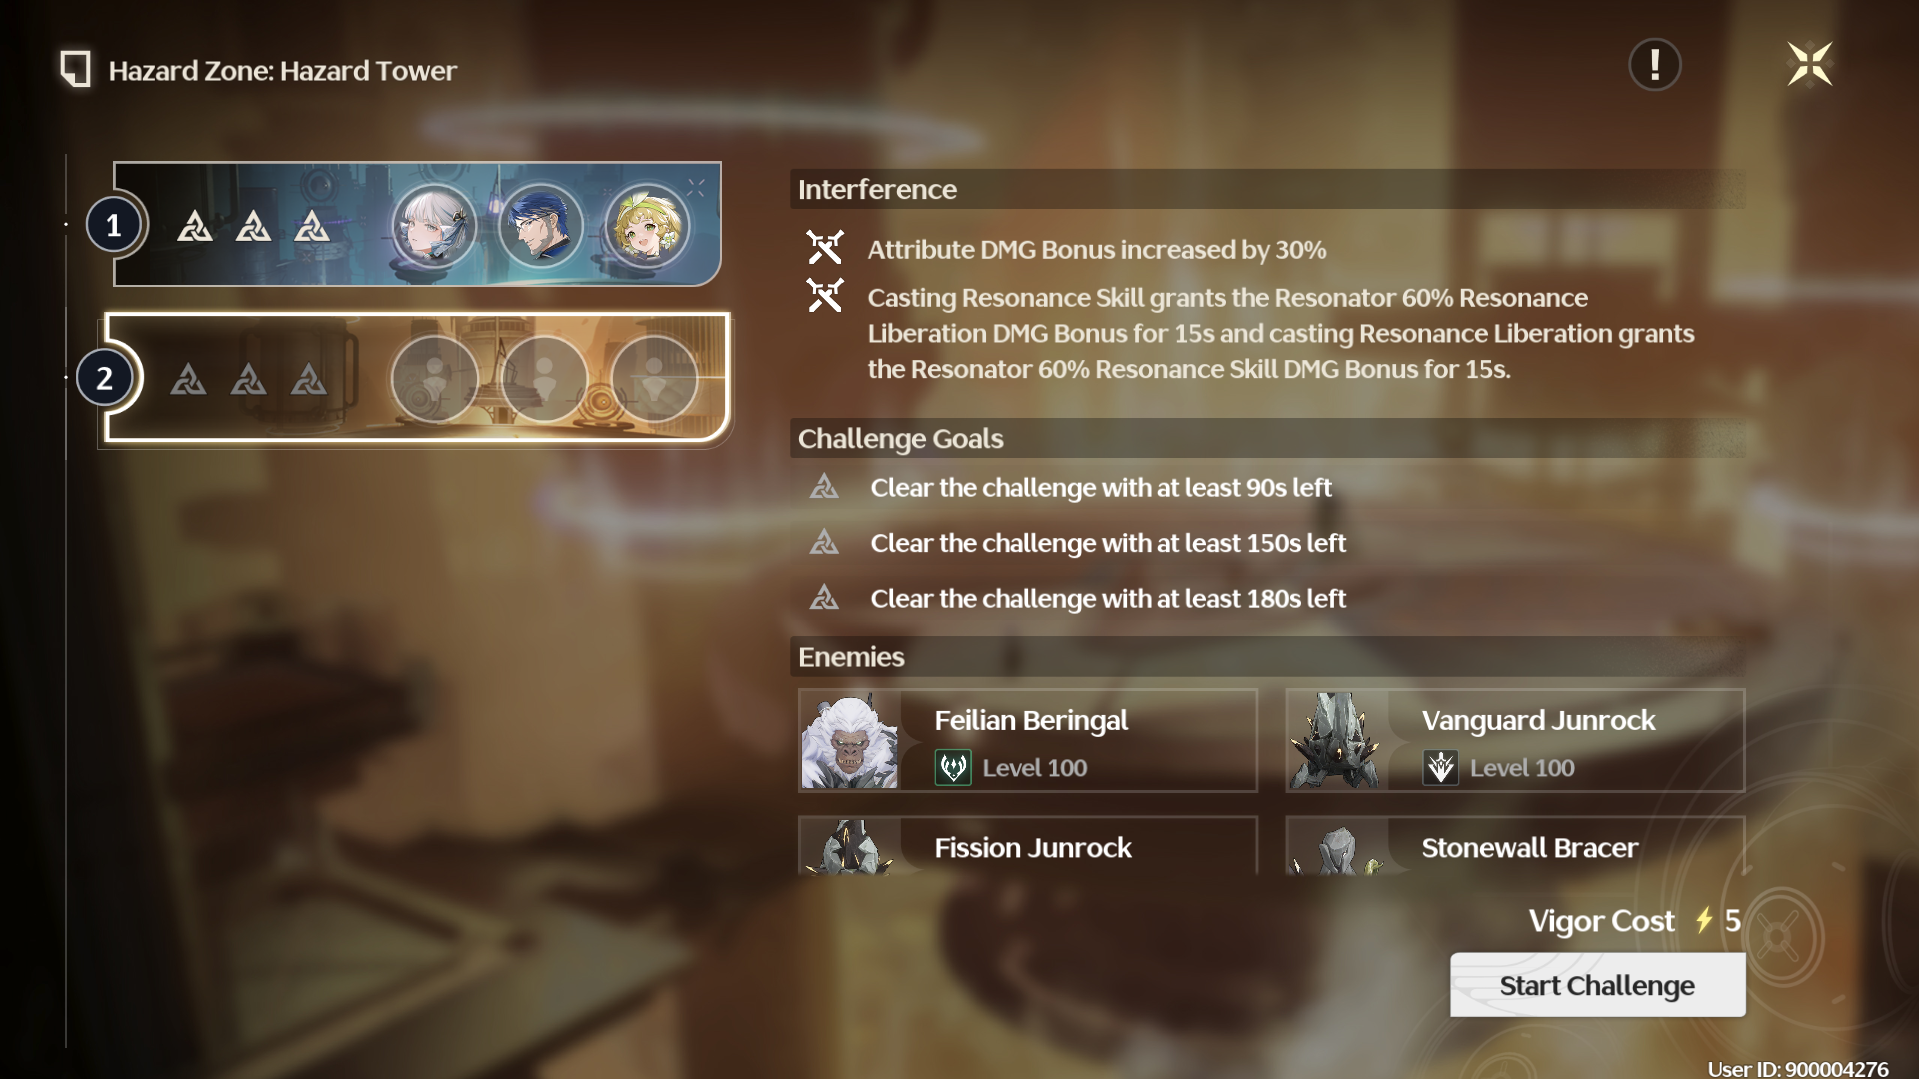 Hazard Zone: Hazard Tower
!
1
2
Interference
Attribute DMG Bonus increased by 30%
Casting Resonance Skill grants the Resonator 60% Resonance
Liberation DMG Bonus for 15s and casting Resonance Liberation grants
the Resonator 60% Resonance Skill DMG Bonus for 15s.
Challenge Goals
Clear the challenge with at least 90s left
Clear the challenge with at least 150s left
Clear the challenge with at least 180s left
Enemies
Feilian Beringal
Level 100
Vanguard Junrock
Level 100
Fission Junrock
Stonewall Bracer
Vigor Cost 5
Start Challenge
User ID: 900004276